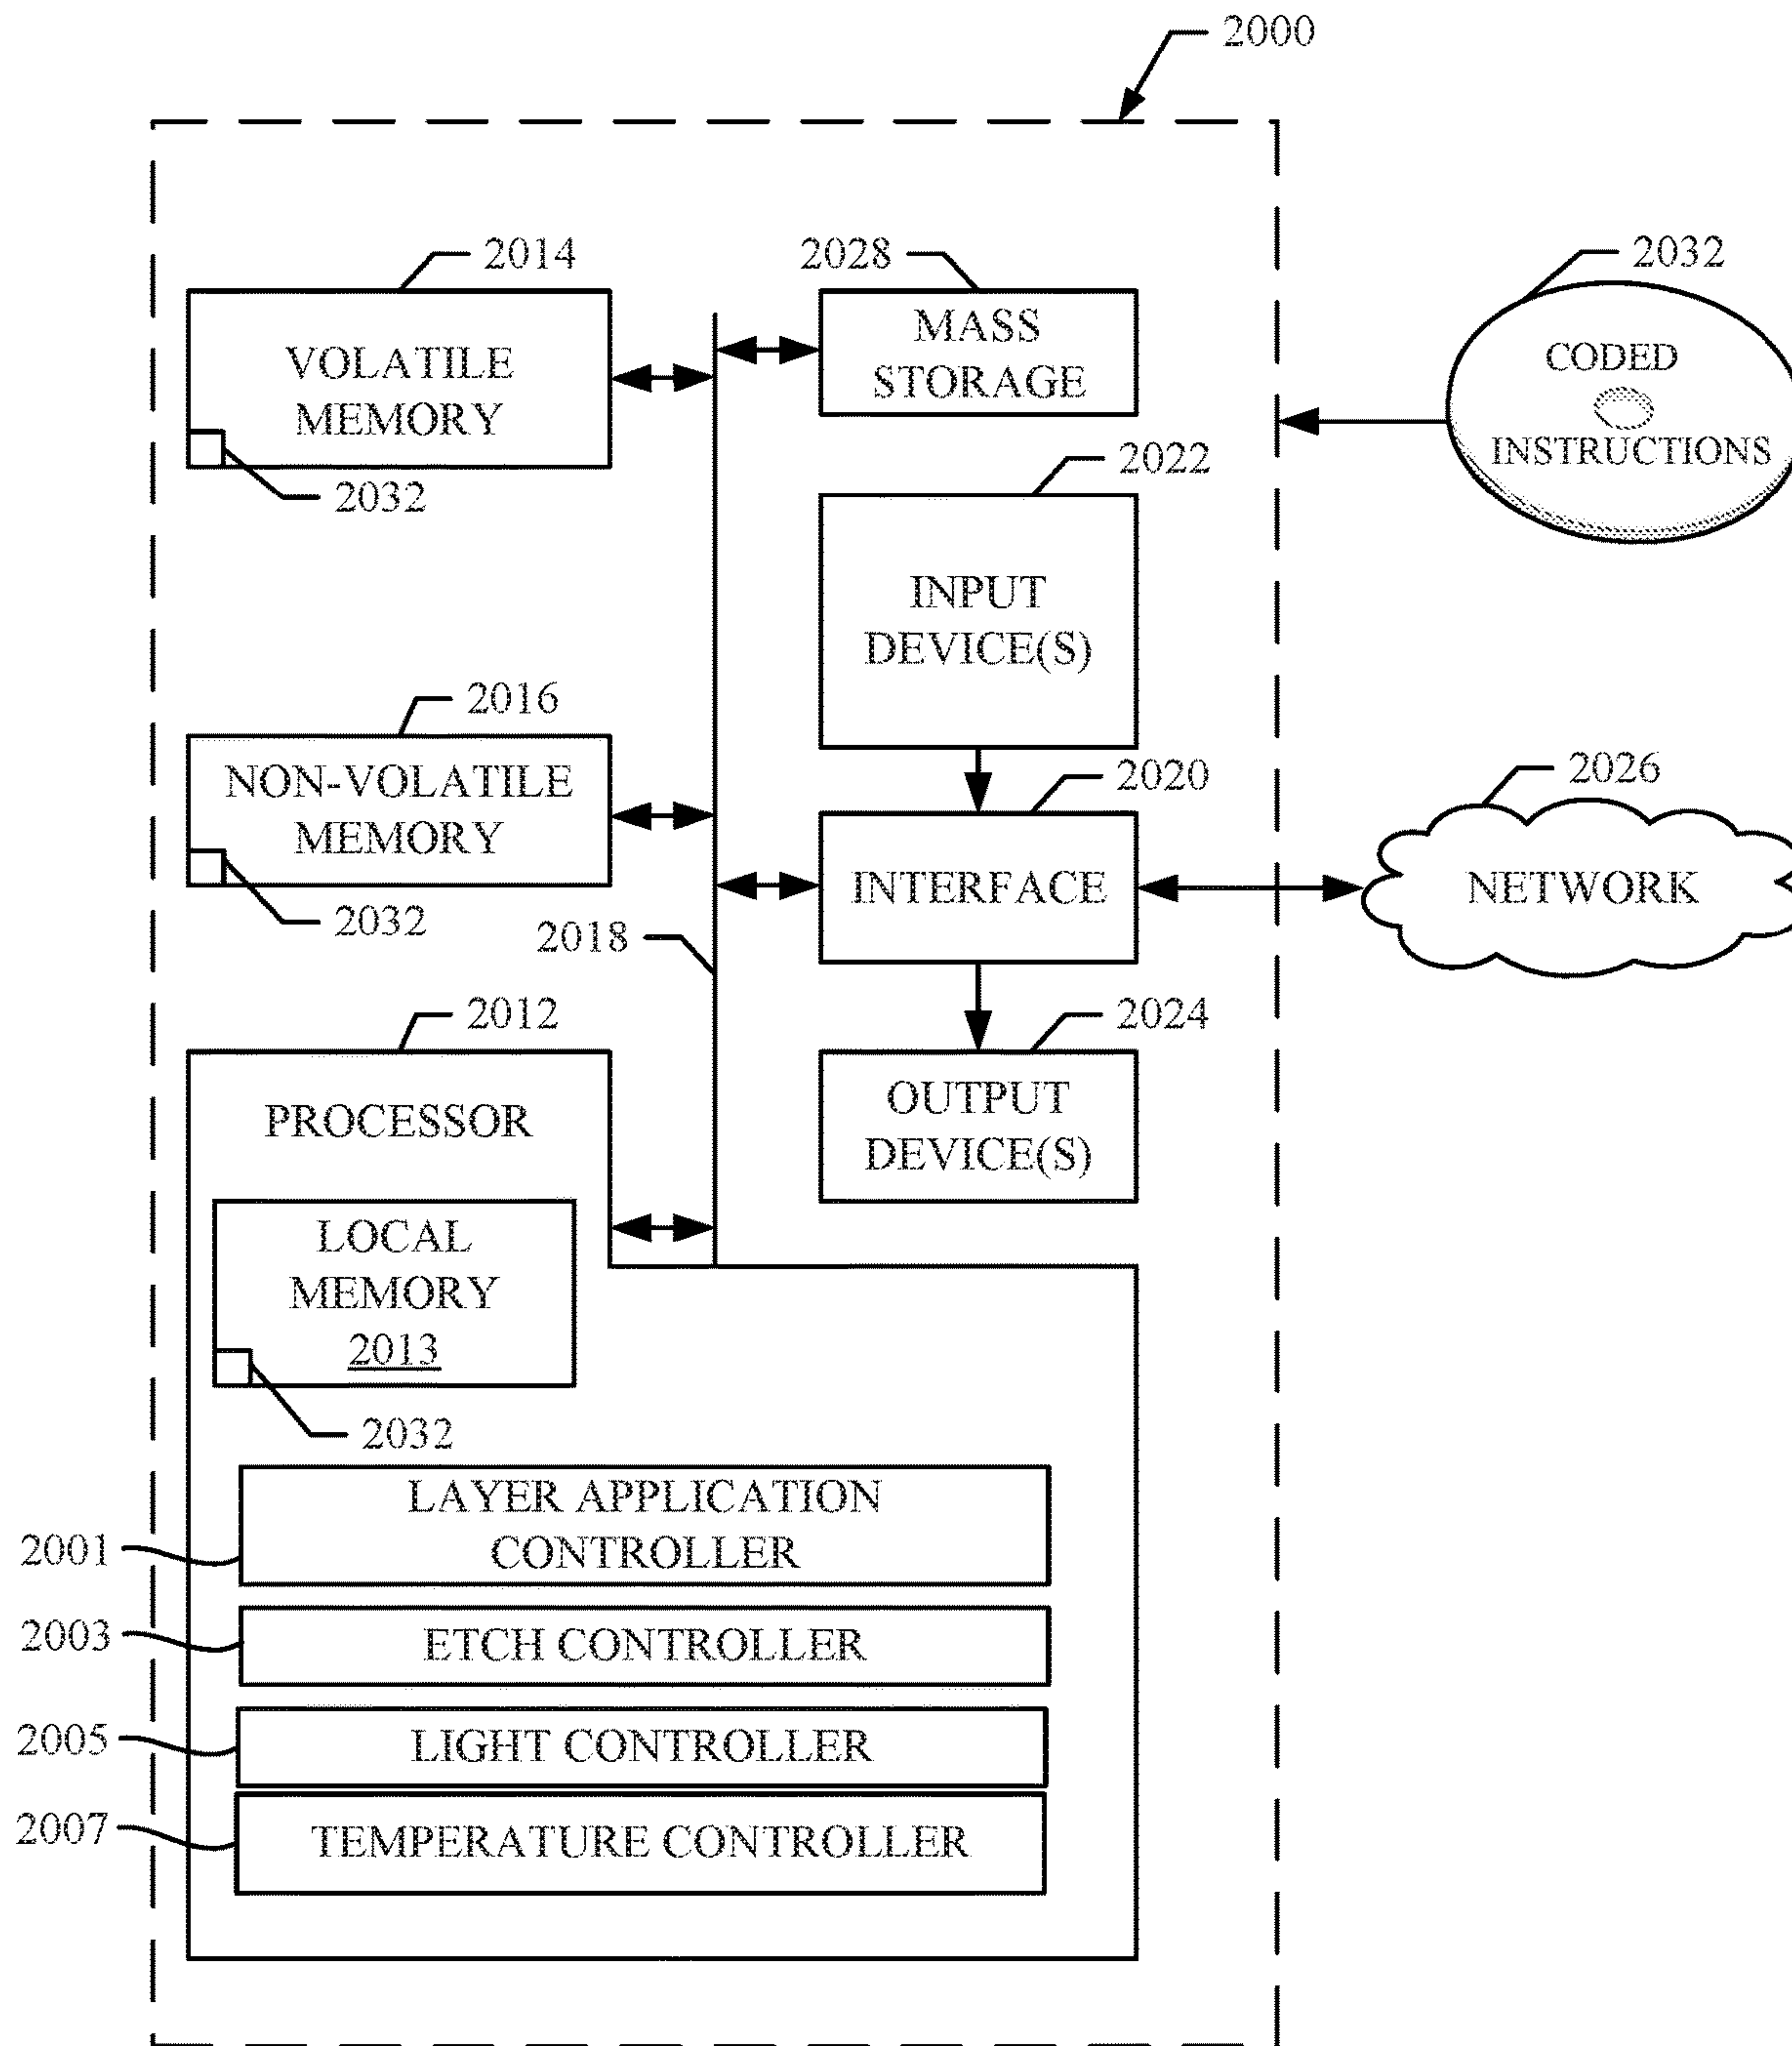 2000
2014
2028
2032
VOLATILE
MEMORY
MASS
STORAGE
CODED
INSTRUCTIONS
2032
2022
INPUT
DEVICE(S)
2016
2020
2026
NON-VOLATILE
MEMORY
INTERFACE
NETWORK
2032
2018
2012
2024
PROCESSOR
OUTPUT
DEVICE(S)
LOCAL
MEMORY
2013
2032
LAYER APPLICATION
CONTROLLER
2001
2003
ETCH CONTROLLER
2005
LIGHT CONTROLLER
2007
TEMPERATURE CONTROLLER